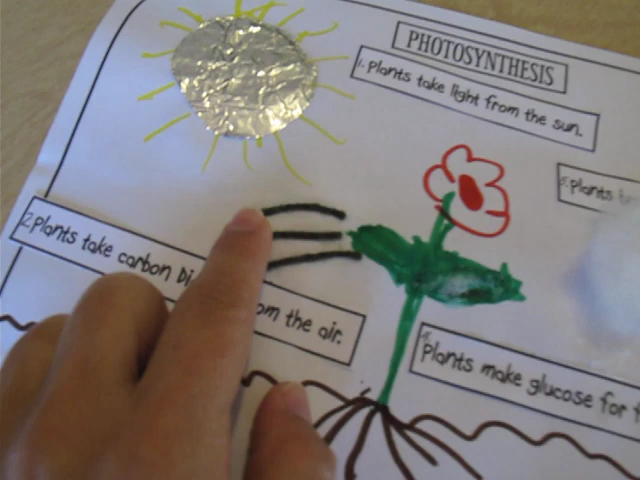 PHOTOSYNTHESIS
1. Plants take light from the sun.
5. plants
2. Plants take carbon Di from the air.
4. Plants make glucose for